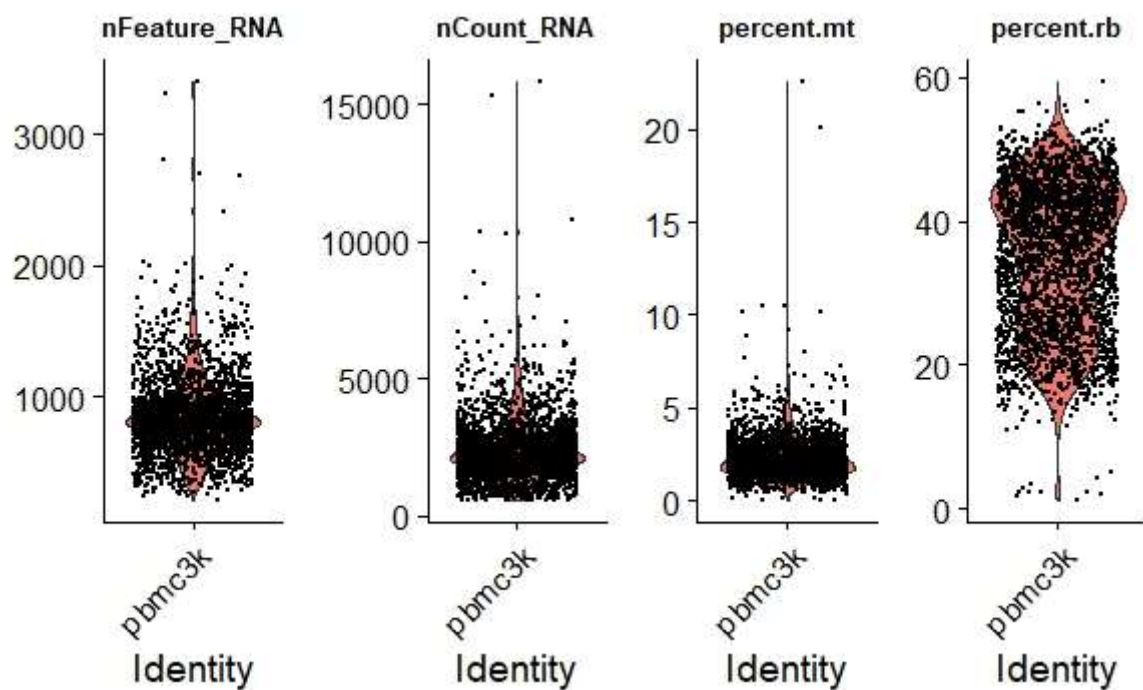 nFeature_RNA
3000
2000
1000
pbmc3k
Identity
nCount_RNA
15000
10000
5000
0
pbmc3k
Identity
percent.mt
20
15
10
5
0
pbmc3k
Identity
percent.rb
60
40
20
0
pbmc3k
Identity